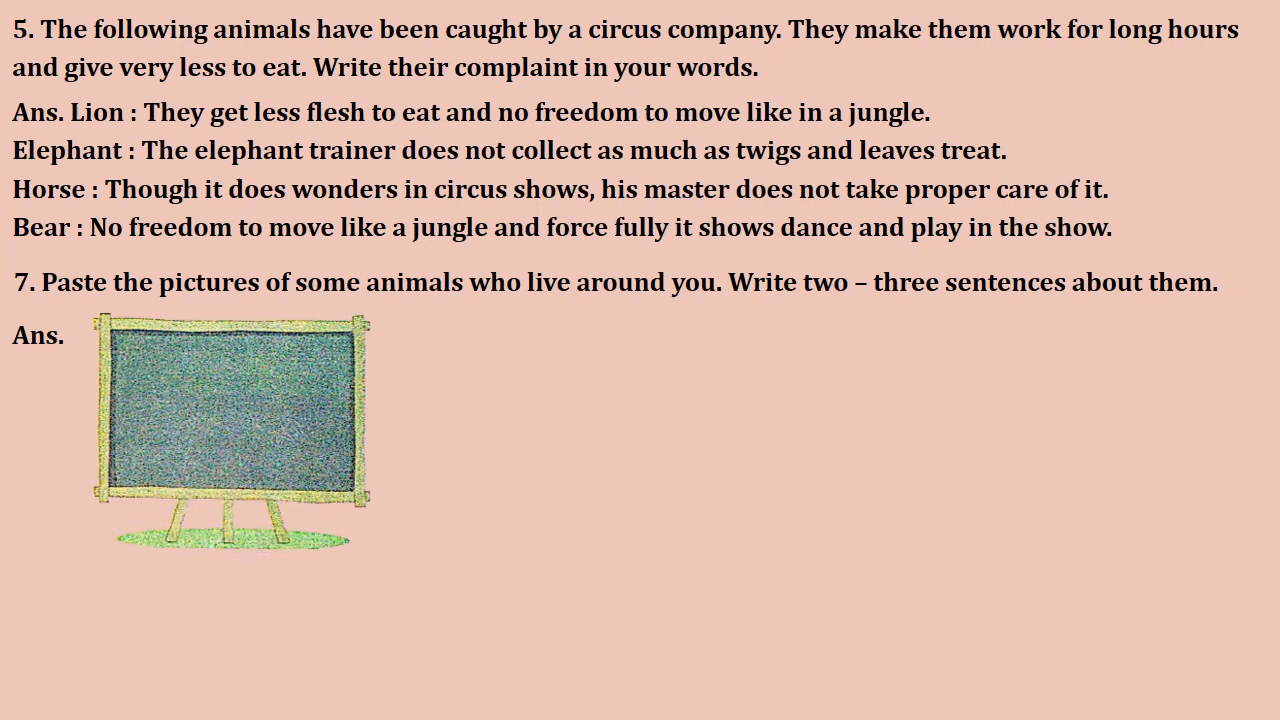 5. The following animals have been caught by a circus company. They make them work for long hours
and give very less to eat. Write their complaint in your words.
Ans. Lion : They get less flesh to eat and no freedom to move like in a jungle.
Elephant : The elephant trainer does not collect as much as twigs and leaves treat.
Horse : Though it does wonders in circus shows, his master does not take proper care of it.
Bear : No freedom to move like a jungle and force fully it shows dance and play in the show.
7. Paste the pictures of some animals who live around you. Write two – three sentences about them.
Ans.